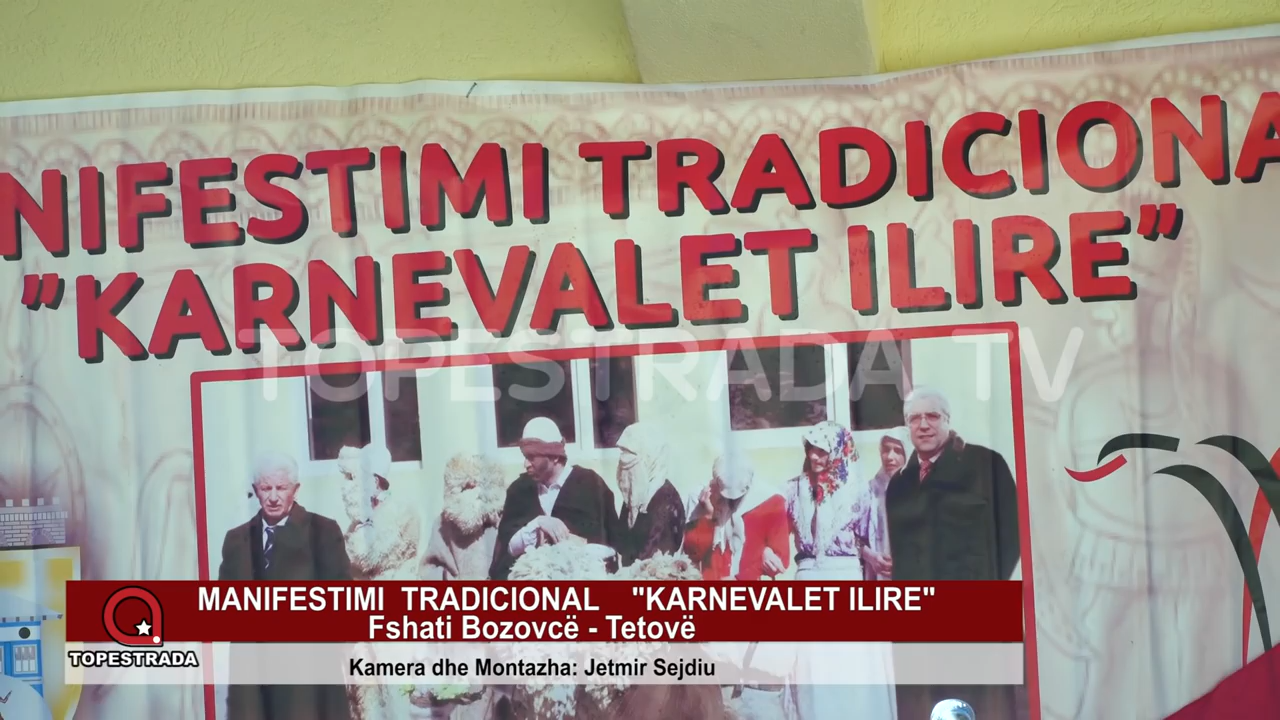 NIFESTIMI TRADICIONA
"KARNEVALET ILIRE"
TOPESTRADA TV
MANIFESTIMI TRADICIONAL "KARNEVALET ILIRE"
Fshati Bozovcë - Tetovë
TOPESTRADA
Kamera dhe Montazha: Jetmir Sejdiu